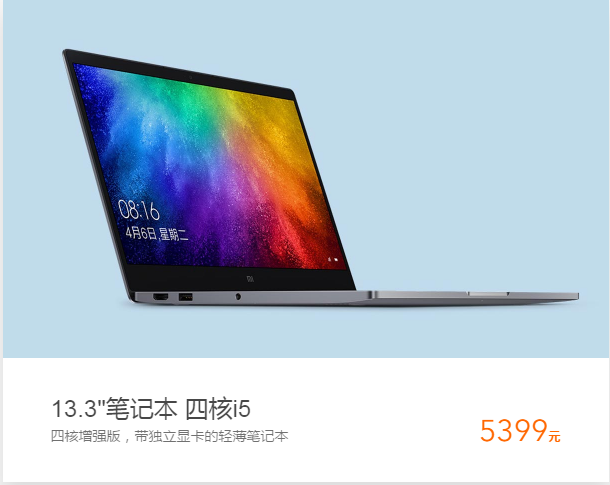 08:16
4月6日,星期二
mi
13.3"笔记本 四核i5
四核增强版，带独立显卡的轻薄笔记本
5399元